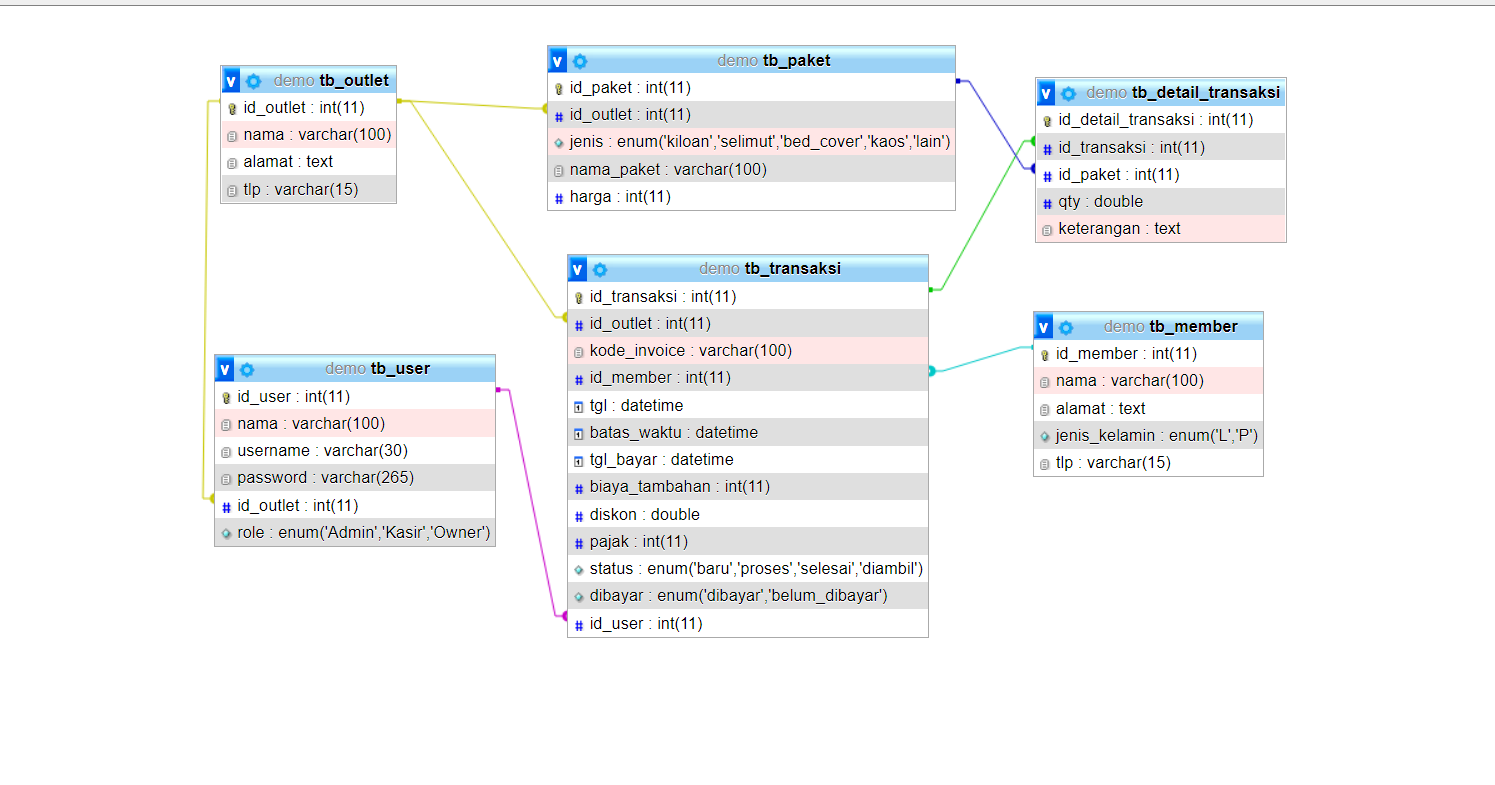 demo tb_outlet
id_outlet : int(11)
nama : varchar(100)
alamat : text
tlp : varchar(15)
demo tb_paket
id_paket : int(11)
id_outlet : int(11)
jenis : enum('kiloan','selimut','bed_cover','kaos','lain')
nama_paket : varchar(100)
harga : int(11)
demo tb_detail_transaksi
id_detail_transaksi : int(11)
id_transaksi : int(11)
id_paket : int(11)
qty : double
keterangan : text
demo tb_transaksi
id_transaksi : int(11)
id_outlet : int(11)
kode_invoice : varchar(100)
id_member : int(11)
tgl : datetime
batas_waktu : datetime
tgl_bayar : datetime
biaya_tambahan : int(11)
diskon : double
pajak : int(11)
status : enum('baru','proses','selesai','diambil')
dibayar : enum('dibayar','belum_dibayar')
id_user : int(11)
demo tb_member
id_member : int(11)
nama : varchar(100)
alamat : text
jenis_kelamin : enum('L','P')
tlp : varchar(15)
demo tb_user
id_user : int(11)
nama : varchar(100)
username : varchar(30)
password : varchar(265)
id_outlet : int(11)
role : enum('Admin','Kasir','Owner')